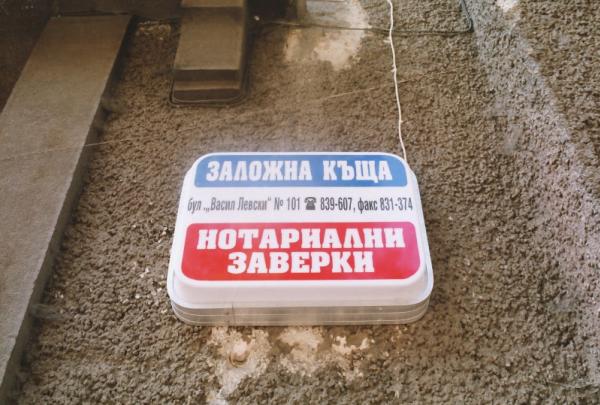 ЗАЛОЖНА КЪЩА
бул „Васил Левски“ № 101 ☎ 839-607, факс 831-374
НОТАРИАЛНИ
ЗАВЕРКИ